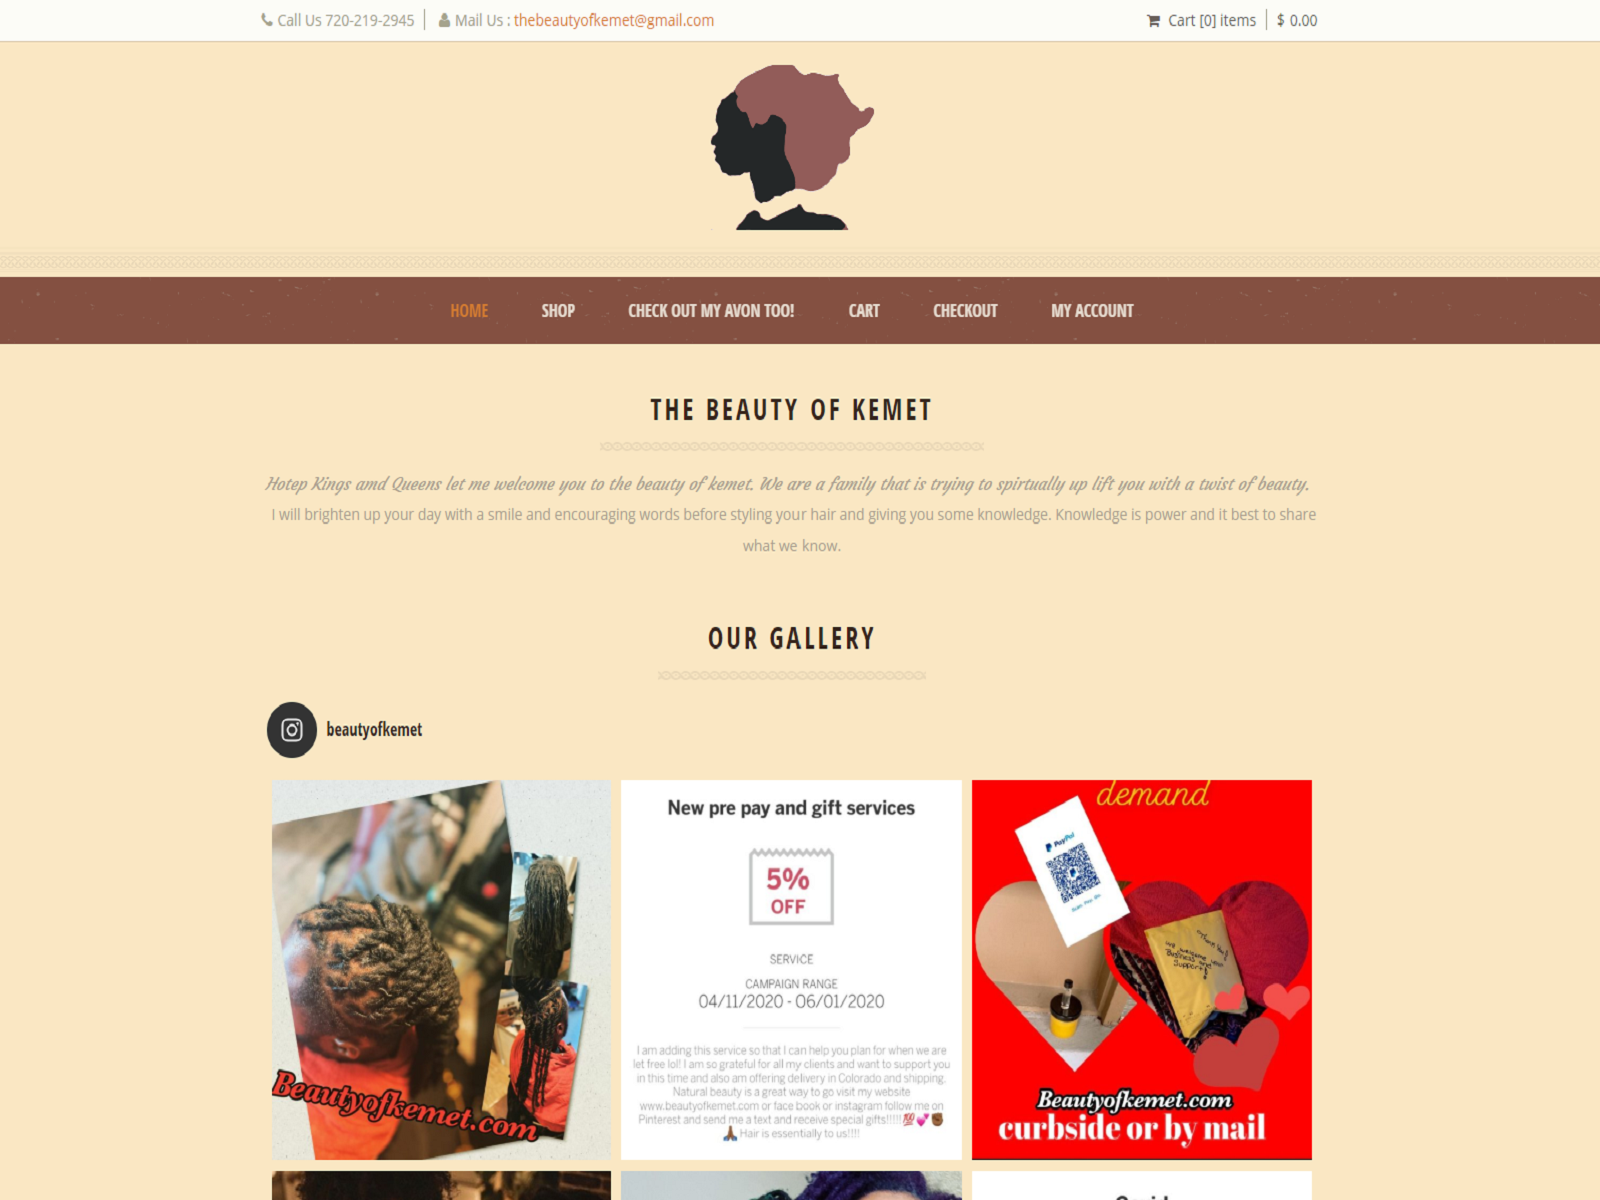 Call Us 720-219-2945
Mail Us : thebeautyofkemet@gmail.com
Cart [0] items
$ 0.00
HOME
SHOP
CHECK OUT MY AVON TOO!
CART
CHECKOUT
MY ACCOUNT
THE BEAUTY OF KEMET
Hotep Kings amd Queens let me welcome you to the beauty of kemet. We are a family that is trying to spirtually up lift you with a twist of beauty.
I will brighten up your day with a smile and encouraging words before styling your hair and giving you some knowledge. Knowledge is power and it best to share
what we know.
OUR GALLERY
beautyofkemet
Beautyofkemet.com
New pre pay and gift services
5%
OFF
SERVICE
CAMPAIGN RANGE
04/11/2020 - 06/01/2020
I am adding this service so that I can help you plan for when we are
let free lol! I am so grateful for all my clients and want to support you
in this time and also am offering delivery in Colorado and shipping.
Natural beauty is a great way to go visit my website
www.beautyofkemet.com or face book or instagram follow me on
Pinterest and send me a text and receive special gifts!!!!!💯💕✊🏾
🙏🏾 Hair is essentially to us!!!!
demand
PayPal
Business and
Support!
Beautyofkemet.com
curbside or by mail